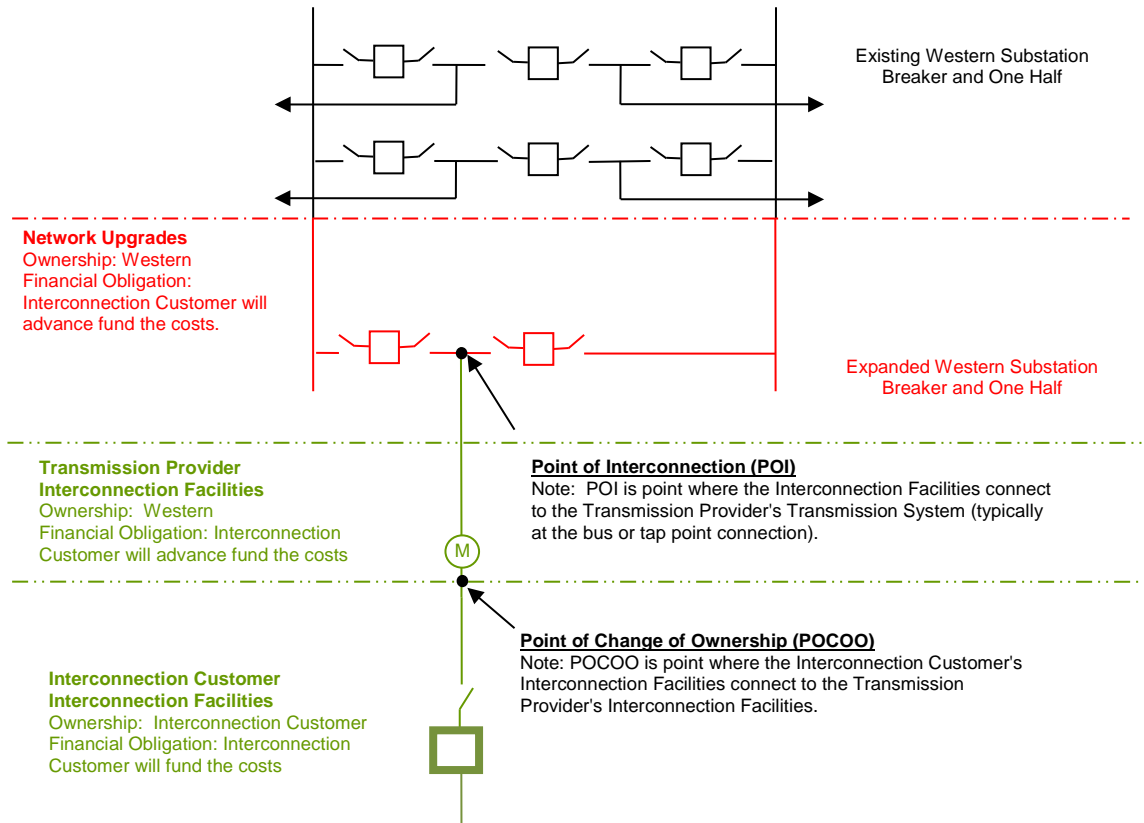 Existing Western Substation
Breaker and One Half
Network Upgrades
Ownership: Western
Financial Obligation:
Interconnection Customer will
advance fund the costs.
Expanded Western Substation
Breaker and One Half
Transmission Provider
Interconnection Facilities
Ownership: Western
Financial Obligation: Interconnection
Customer will advance fund the costs
Point of Interconnection (POI)
Note: POI is point where the Interconnection Facilities connect
to the Transmission Provider's Transmission System (typically
at the bus or tap point connection).
M
Point of Change of Ownership (POCOO)
Note: POCOO is point where the Interconnection Customer's
Interconnection Facilities connect to the Transmission
Provider's Interconnection Facilities.
Interconnection Customer
Interconnection Facilities
Ownership: Interconnection Customer
Financial Obligation: Interconnection
Customer will fund the costs